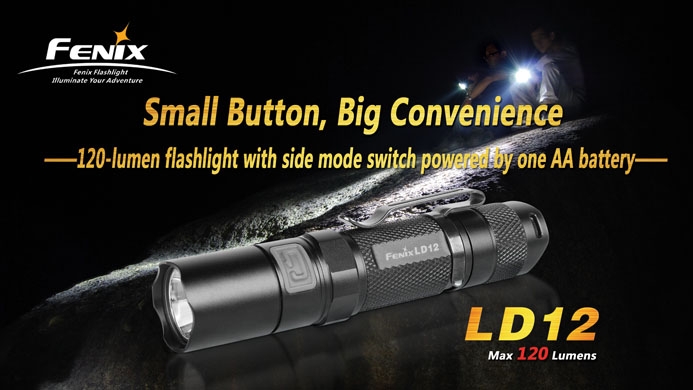 FENIX
Fenix Flashlight
Illuminate Your Adventure
Small Button, Big Convenience
120-lumen flashlight with side mode switch powered by one AA battery
FENIX LD12
LD12
Max 120 Lumens